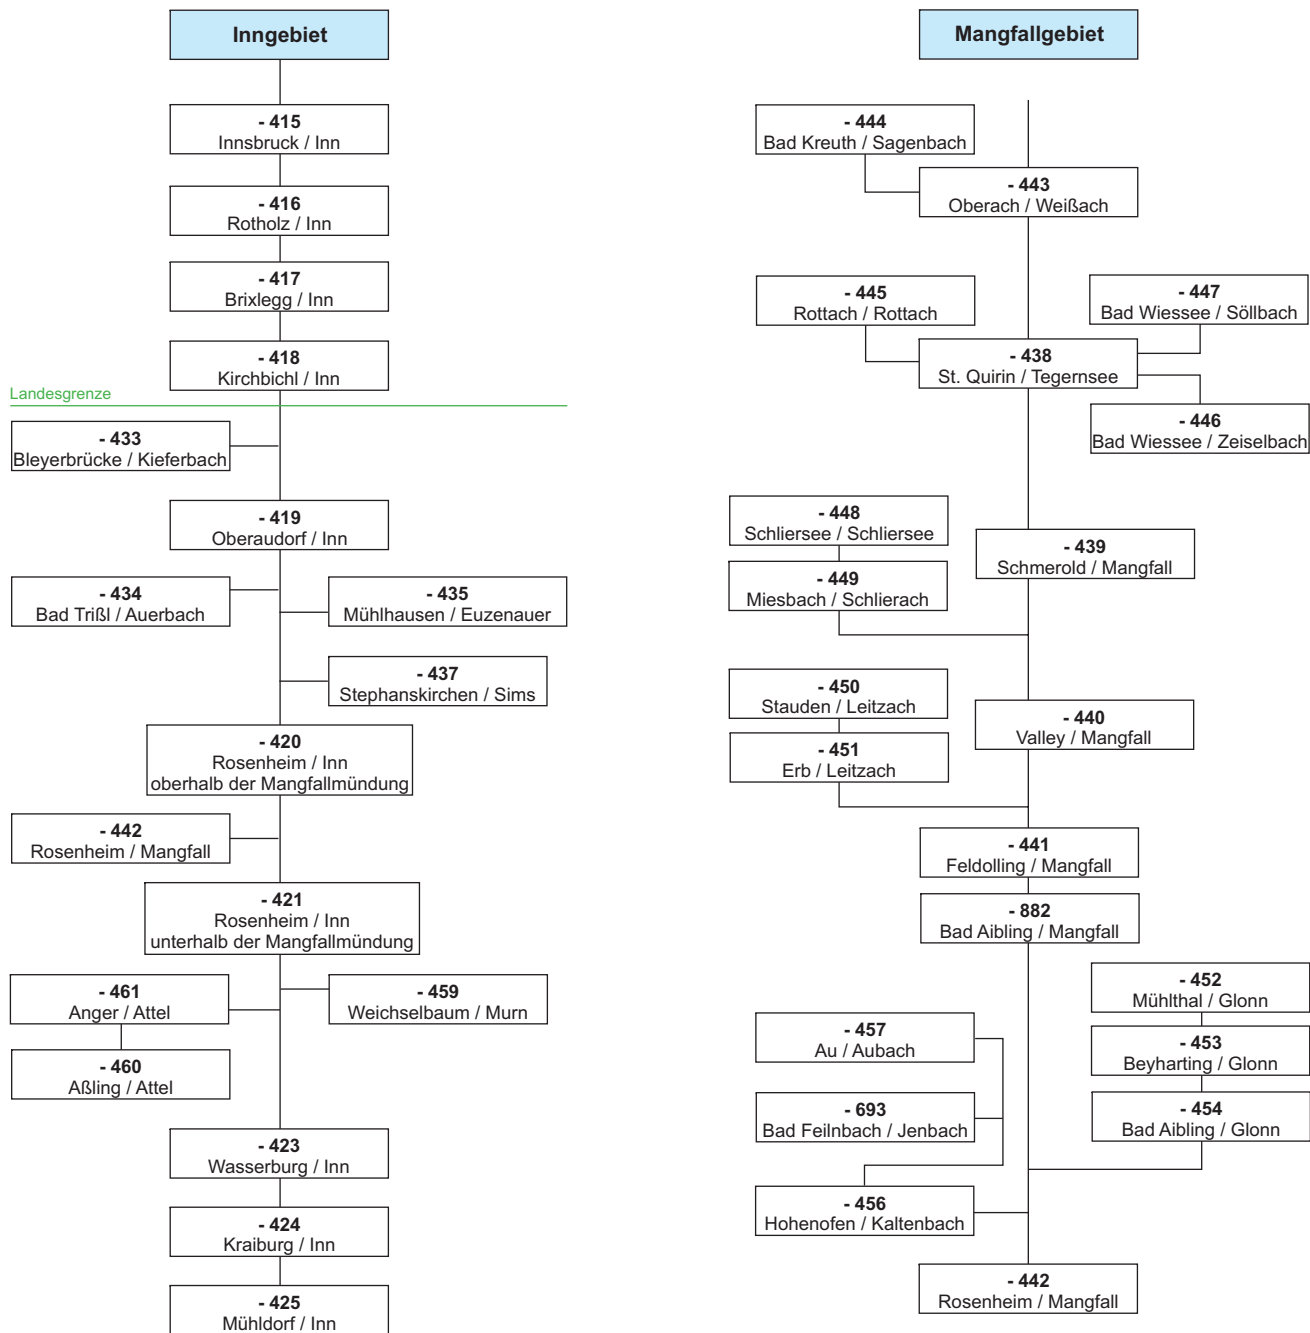 Inngebiet
- 415
Innsbruck / Inn
- 416
Rotholz / Inn
- 417
Brixlegg / Inn
- 418
Kirchbichl / Inn
Landesgrenze
- 433
Bleyerbrücke / Kieferbach
- 419
Oberaudorf / Inn
- 434
Bad Trißl / Auerbach
- 435
Mühlhausen / Euzenauer
- 437
Stephanskirchen / Sims
- 420
Rosenheim / Inn
oberhalb der Mangfallmündung
- 442
Rosenheim / Mangfall
- 421
Rosenheim / Inn
unterhalb der Mangfallmündung
- 461
Anger / Attel
- 459
Weichselbaum / Murn
- 460
Aßling / Attel
- 423
Wasserburg / Inn
- 424
Kraiburg / Inn
- 425
Mühldorf / Inn
Mangfallgebiet
- 444
Bad Kreuth / Sagenbach
- 443
Oberach / Weißach
- 445
Rottach / Rottach
- 447
Bad Wiessee / Söllbach
- 438
St. Quirin / Tegernsee
- 446
Bad Wiessee / Zeiselbach
- 448
Schliersee / Schliersee
- 439
Schmerold / Mangfall
- 449
Miesbach / Schlierach
- 450
Stauden / Leitzach
- 440
Valley / Mangfall
- 451
Erb / Leitzach
- 441
Feldolling / Mangfall
- 882
Bad Aibling / Mangfall
- 452
Mühlthal / Glonn
- 457
Au / Aubach
- 453
Beyharting / Glonn
- 693
Bad Feilnbach / Jenbach
- 454
Bad Aibling / Glonn
- 456
Hohenofen / Kaltenbach
- 442
Rosenheim / Mangfall